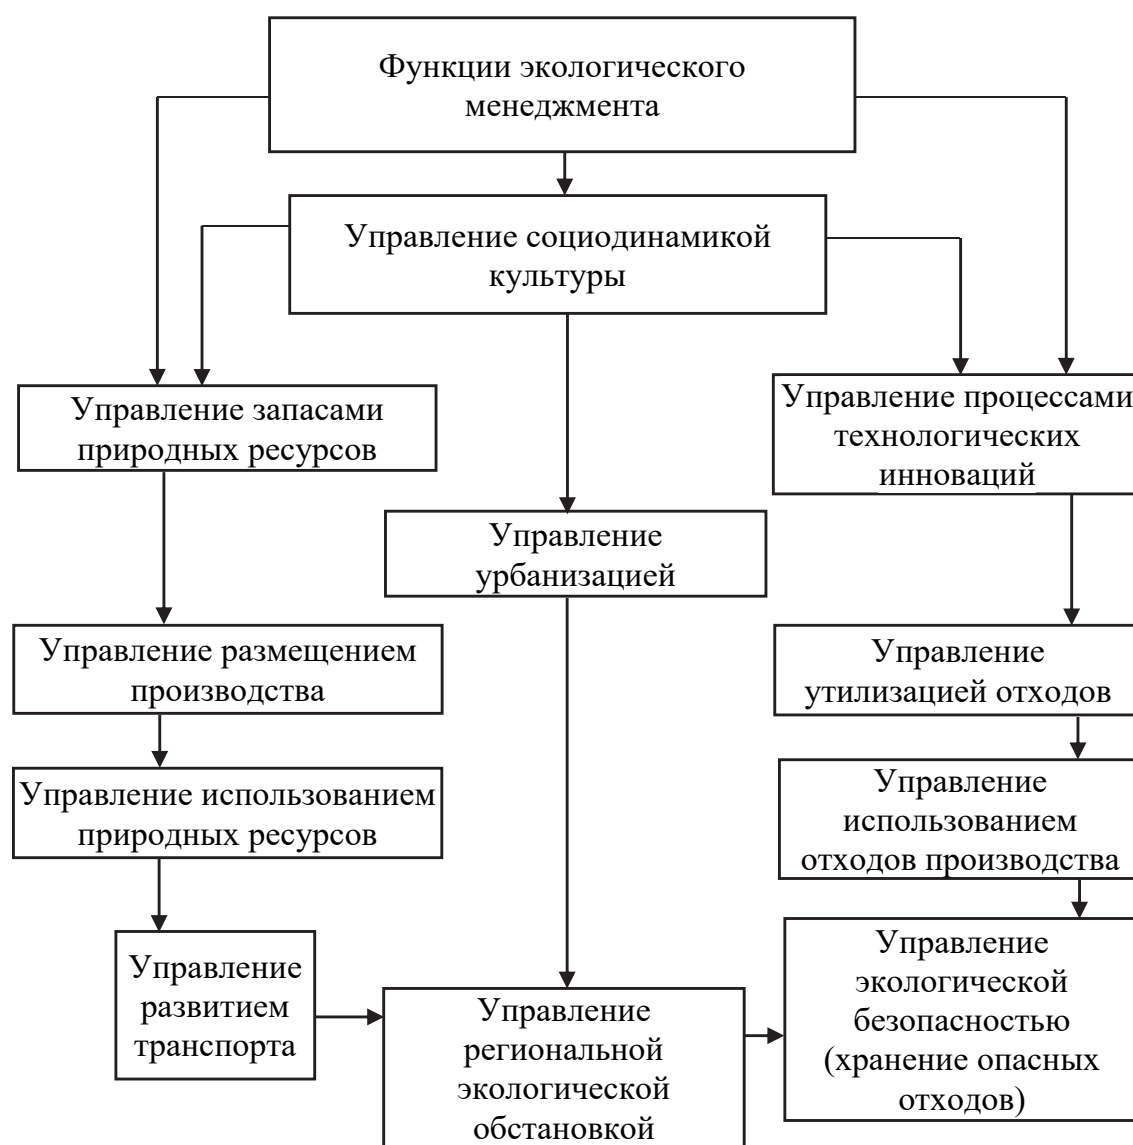 Функции экологического
менеджмента
Управление социодинамикой
культуры
Управление запасами
природных ресурсов
Управление процессами
технологических
инноваций
Управление
урбанизацией
Управление размещением
производства
Управление
утилизацией отходов
Управление использованием
природных ресурсов
Управление
использованием
отходов производства
Управление
развитием
транспорта
Управление
региональной
экологической
обстановкой
Управление
экологической
безопасностью
(хранение опасных
отходов)